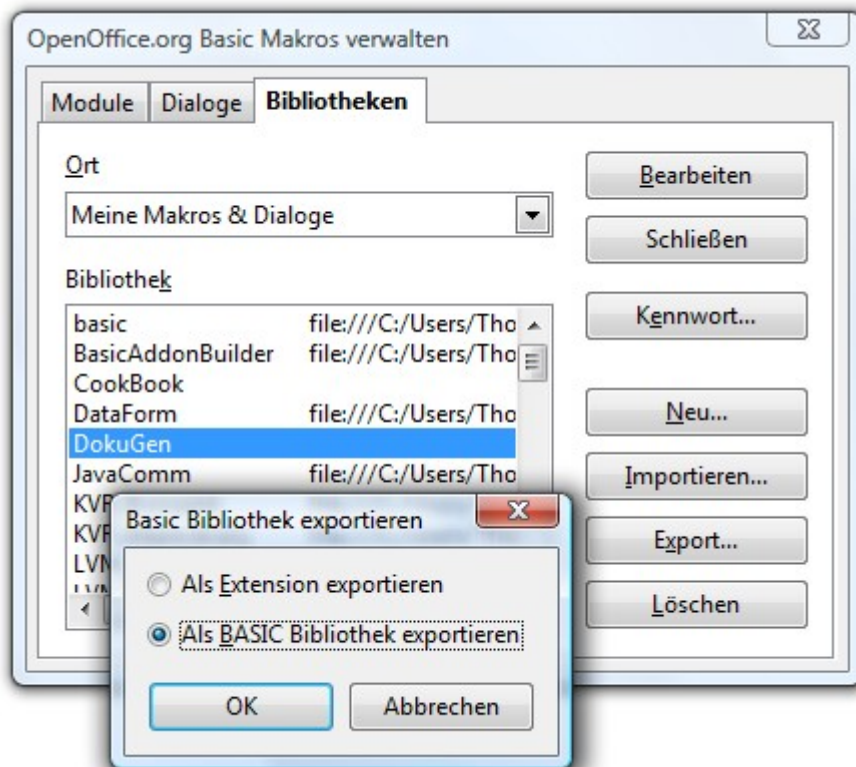 OpenOffice.org Basic Makros verwalten
Module Dialoge Bibliotheken
Ort
Meine Makros & Dialoge
Bibliothek
basic file:///C:/Users/Tho
BasicAddonBuilder file:///C:/Users/Tho
CookBook
DataForm file:///C:/Users/Tho
DokuGen
JavaComm file:///C:/Users/Tho
Bearbeiten
Schließen
Kennwort...
Neu...
Importieren...
Export...
Löschen
Basic Bibliothek exportieren
Als Extension exportieren
Als BASIC Bibliothek exportieren
OK Abbrechen